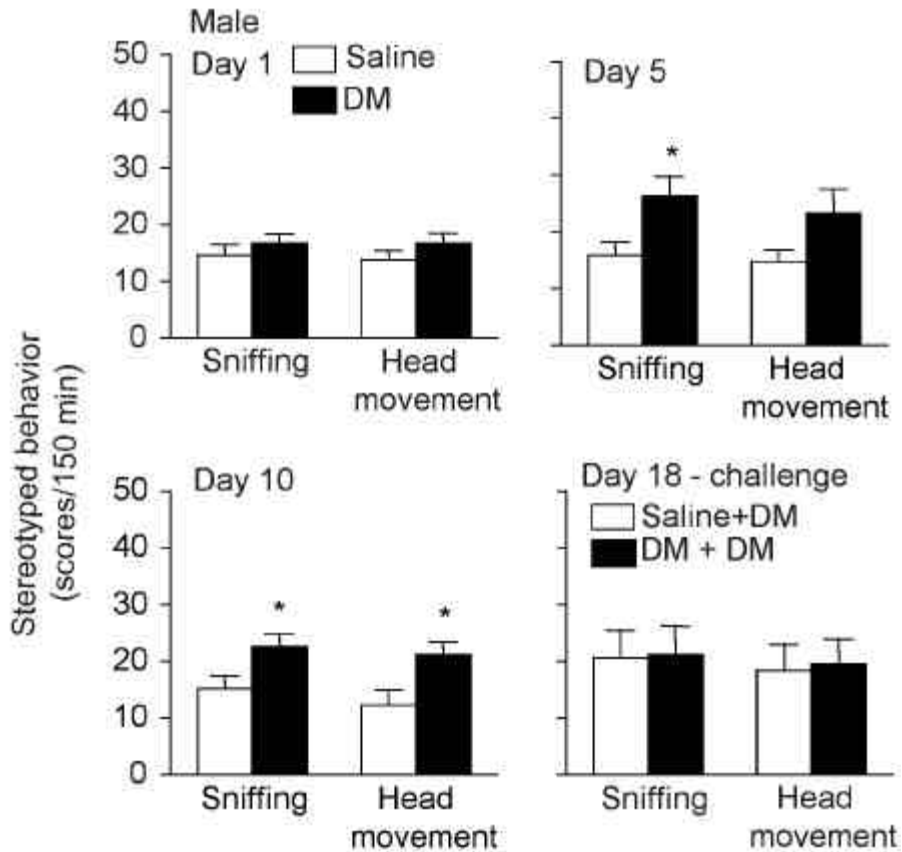 Male
Day 1
Saline
DM
50
40
30
20
10
0
Sniffing
Head
movement
Day 5
*
Sniffing
Head
movement
Stereotyped behavior
(scores/150 min)
Day 10
50
40
30
20
10
0
*
*
Sniffing
Head
movement
Day 18 - challenge
Saline+DM
DM + DM
Sniffing
Head
movement